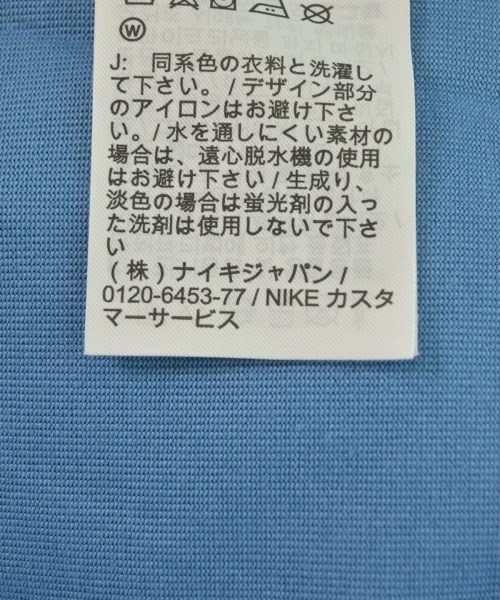 W
J: 同系色の衣料と洗濯し
て下さい。/ デザイン部分
のアイロンはお避け下さ
い。/ 水を通しにくい素材の
場合は、遠心脱水機の使用
はお避け下さい / 生成り、
淡色の場合は蛍光剤の入っ
た洗剤は使用しないで下さ
い
(株) ナイキジャパン /
0120-6453-77 / NIKE カスタ
マーサービス